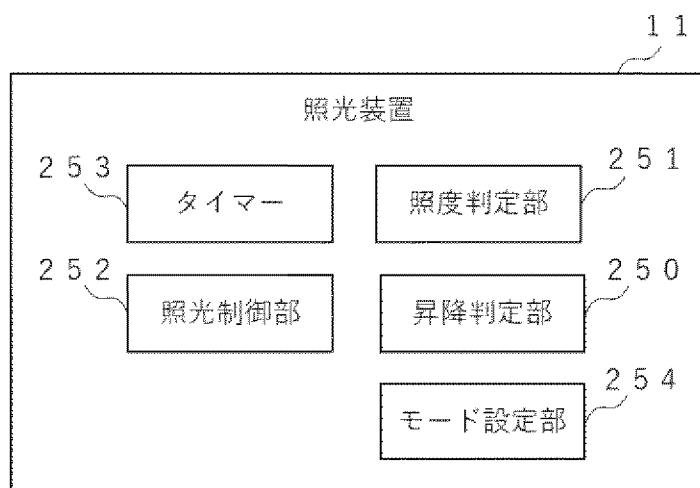 １１
照光装置
２５３
タイマー
２５１
照度判定部
２５２
照光制御部
２５０
昇降判定部
２５４
モード設定部